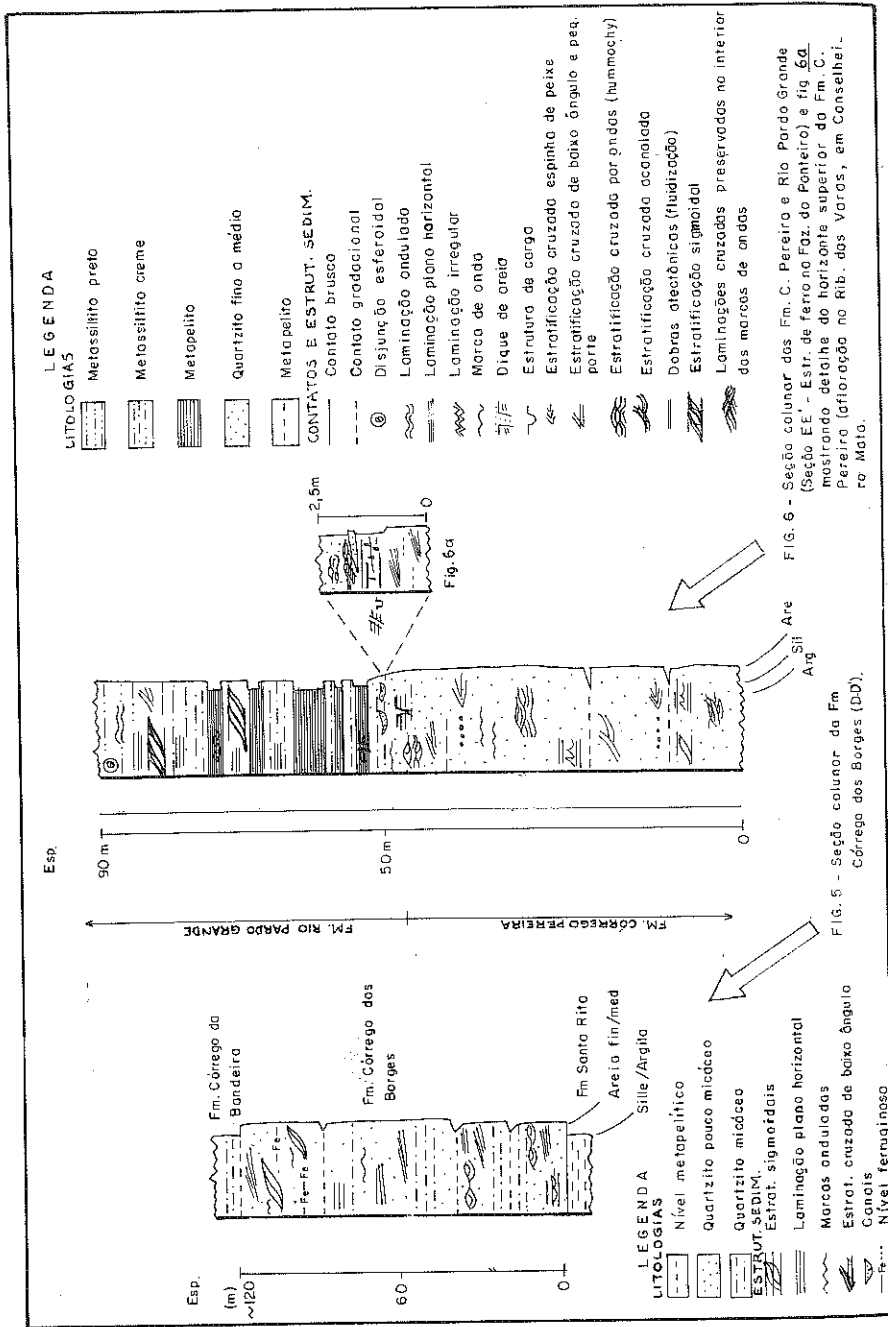 Esp.
(m)
~120
60
0
Fm. Córrego da
Bandeira
Fm. Córrego dos
Borges
Fm Santa Rita
Areia fin/med
Silte/Argila
Fe
Fe--Fe
LEGENDA
LITOLOGIAS
Nível metapelítico
Quartzito pouco micáceo
Quartzito micáceo
ESTRUT. SEDIM.
Estrat. sigmoidais
Laminação plano horizontal
Marcas onduladas
Estrat. cruzada de baixo ângulo
Canais
Fe
Nível ferruginoso
FIG. 5 - Seção colunar da Fm
Córrego dos Borges (D-D').
Esp.
90 m
50 m
0
FM. RIO PARDO GRANDE
FM. CÓRREGO PEREIRA
Arg
Sil
Are
2,5m
0
Fig. 6a
LEGENDA
LITOLOGIAS
Metassiltito preto
Metassiltito creme
Metapelito
Quartzito fino a médio
Metapelito
CONTATOS E ESTRUT. SEDIM.
Contato brusco
Contato gradacional
Disjunção esferoidal
Laminação ondulada
Laminação plano horizontal
Laminação irregular
Marca de onda
Dique de areia
Estrutura de carga
Estratificação cruzada espinha de peixe
Estratificação cruzada de baixo ângulo e peq.
porte
Estratificação cruzada por ondas (hummochy)
Estratificação cruzada acanalada
Dobras atectônicas (fluidização)
Estratificação sigmoidal
Laminações cruzadas preservadas no interior
das marcas de ondas
FIG. 6 - Seção colunar das Fm. C. Pereira e Rio Pardo Grande
(Seção EE' - Estr. de ferro na Faz. do Ponteiro) e fig 6a
mostrando detalhe do horizonte superior da Fm. C.
Pereira (afloração no Rib. das Varas, em Conselhei-
ro Mata.